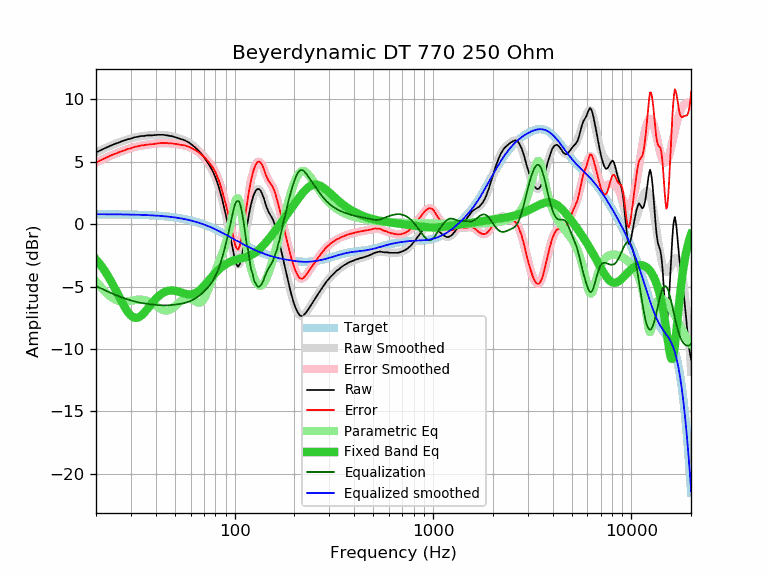 Beyerdynamic DT 770 250 Ohm
Amplitude (dBr)
10
5
0
−5
−10
−15
−20
Target
Raw Smoothed
Error Smoothed
Raw
Error
Parametric Eq
Fixed Band Eq
Equalization
Equalized smoothed
100
1000
10000
Frequency (Hz)